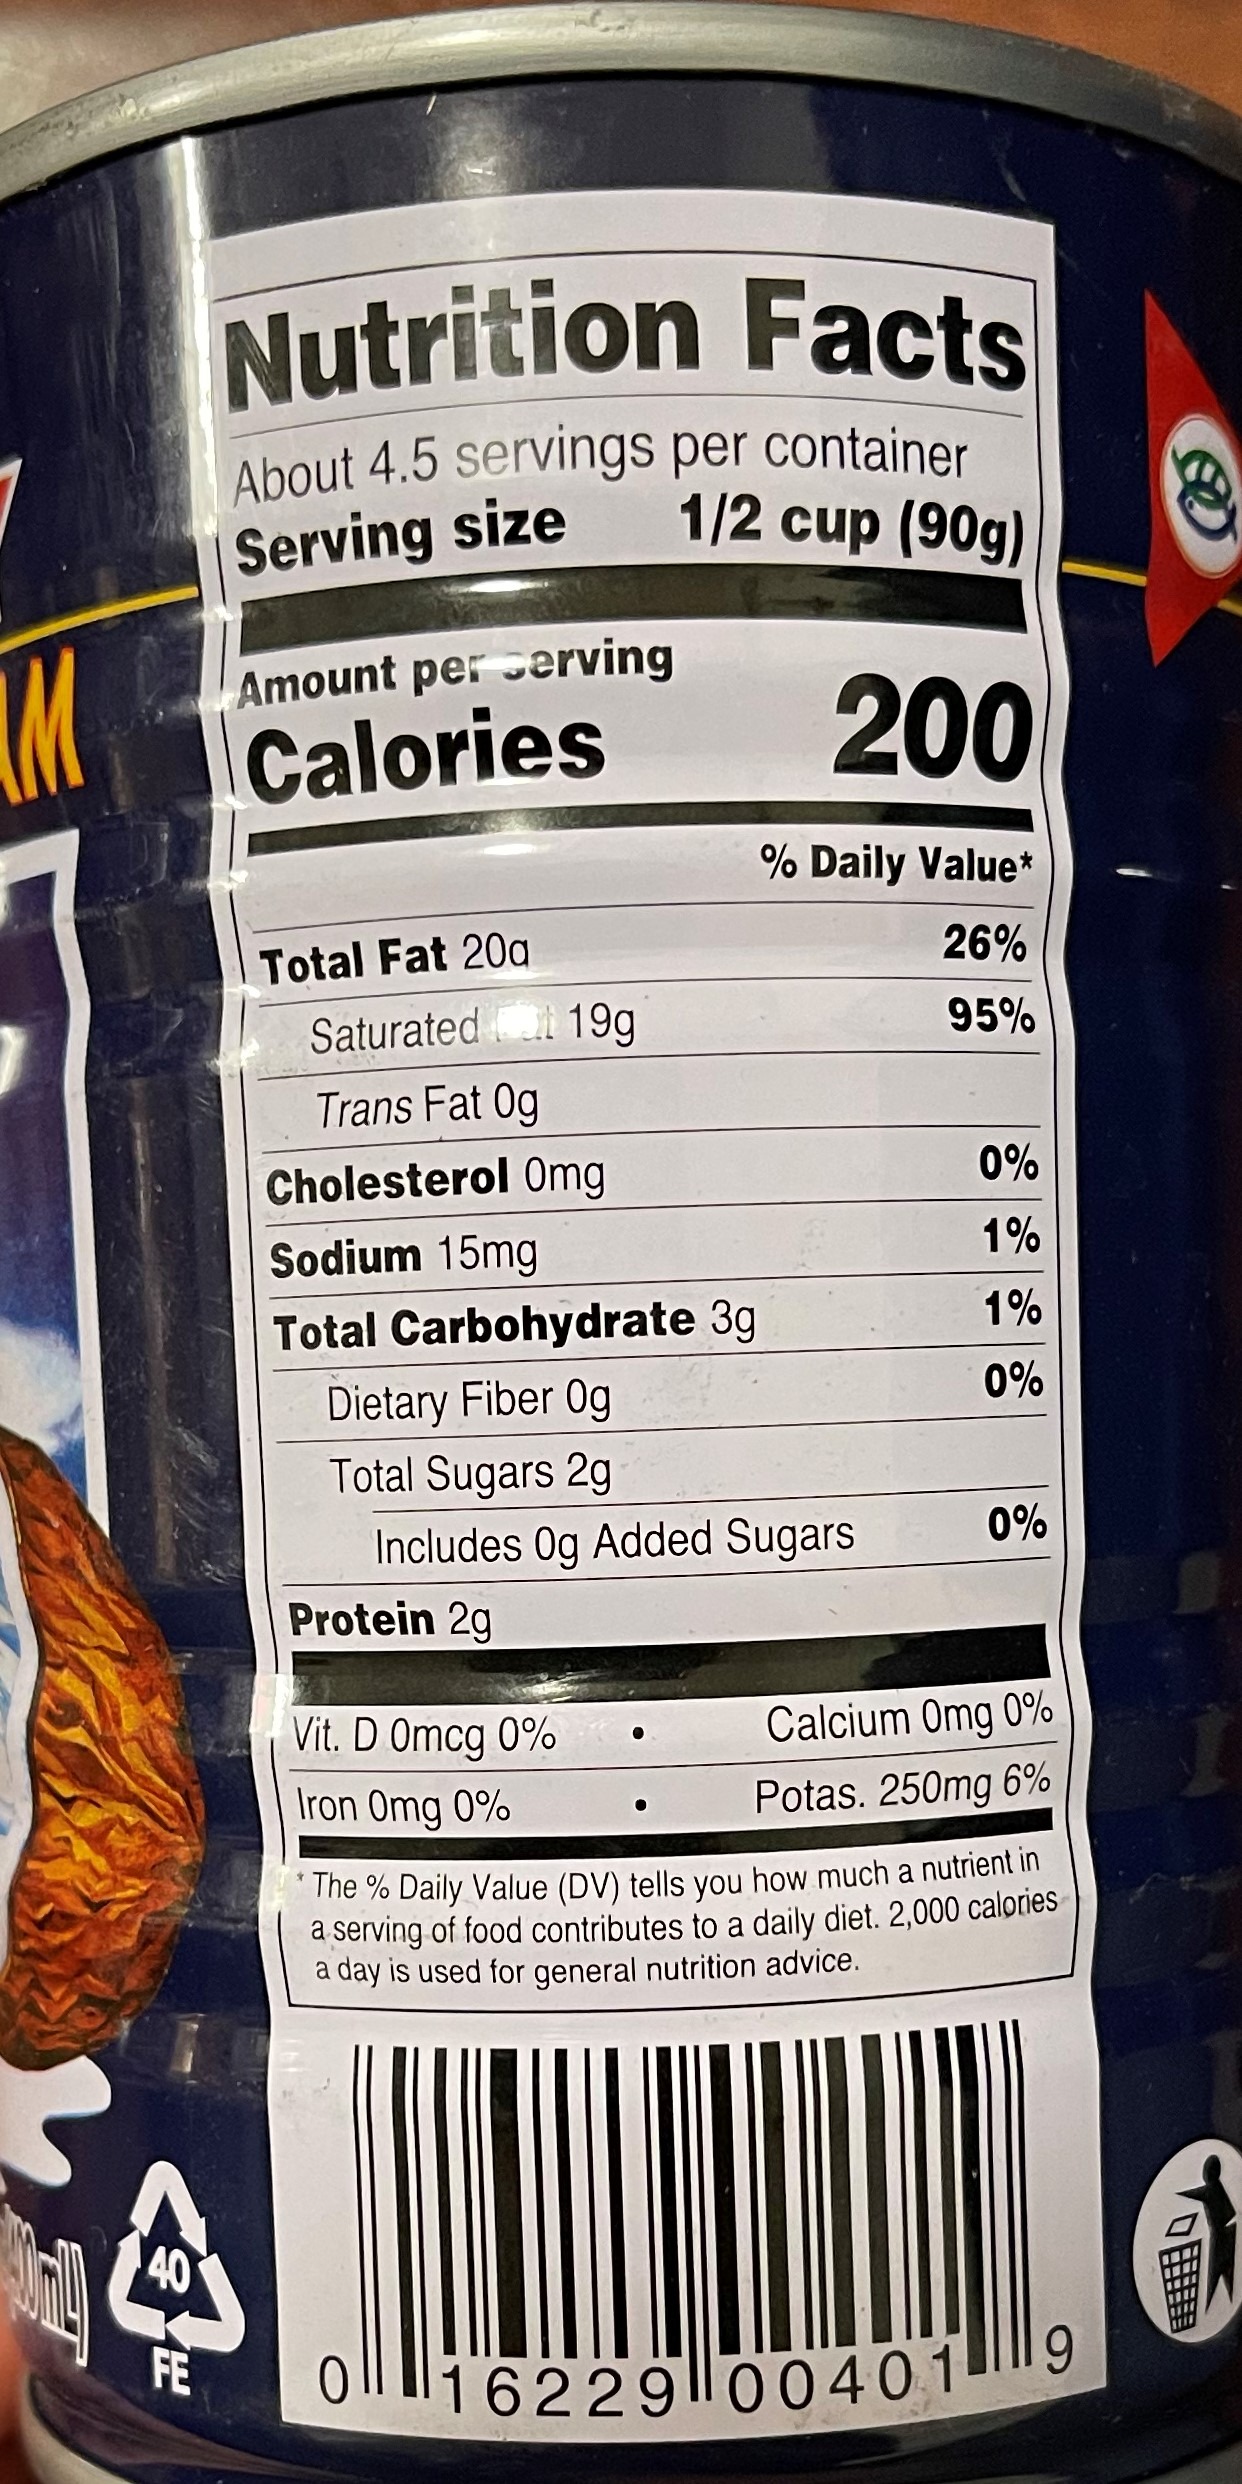 Nutrition Facts
About 4.5 servings per container
Serving size 1/2 cup (90g)
Amount per serving
Calories 200
% Daily Value*
Total Fat 20g 26%
Saturated Fat 19g 95%
Trans Fat 0g
Cholesterol 0mg 0%
Sodium 15mg 1%
Total Carbohydrate 3g 1%
Dietary Fiber 0g 0%
Total Sugars 2g
Includes 0g Added Sugars 0%
Protein 2g
Vit. D 0mcg 0% • Calcium 0mg 0%
Iron 0mg 0% • Potas. 250mg 6%
* The % Daily Value (DV) tells you how much a nutrient in
a serving of food contributes to a daily diet. 2,000 calories
a day is used for general nutrition advice.
40
FE
0 16229 00401 9